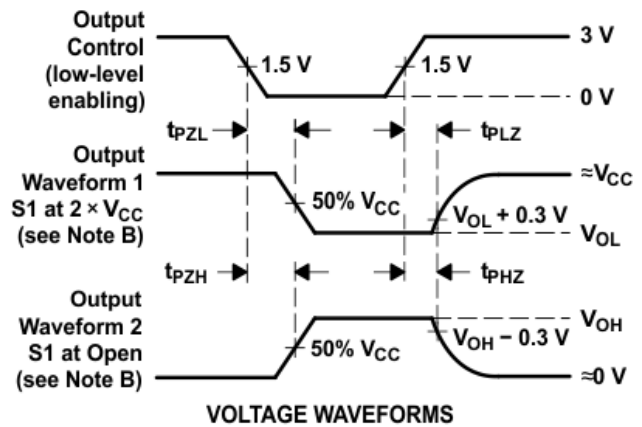 Output
Control
(low-level
enabling)
1.5 V
1.5 V
3 V
0 V
tPZL
tPLZ
Output
Waveform 1
S1 at 2 × VCC
(see Note B)
50% VCC
VOL + 0.3 V
≈VCC
VOL
tPZH
tPHZ
Output
Waveform 2
S1 at Open
(see Note B)
50% VCC
VOH − 0.3 V
VOH
≈0 V
VOLTAGE WAVEFORMS